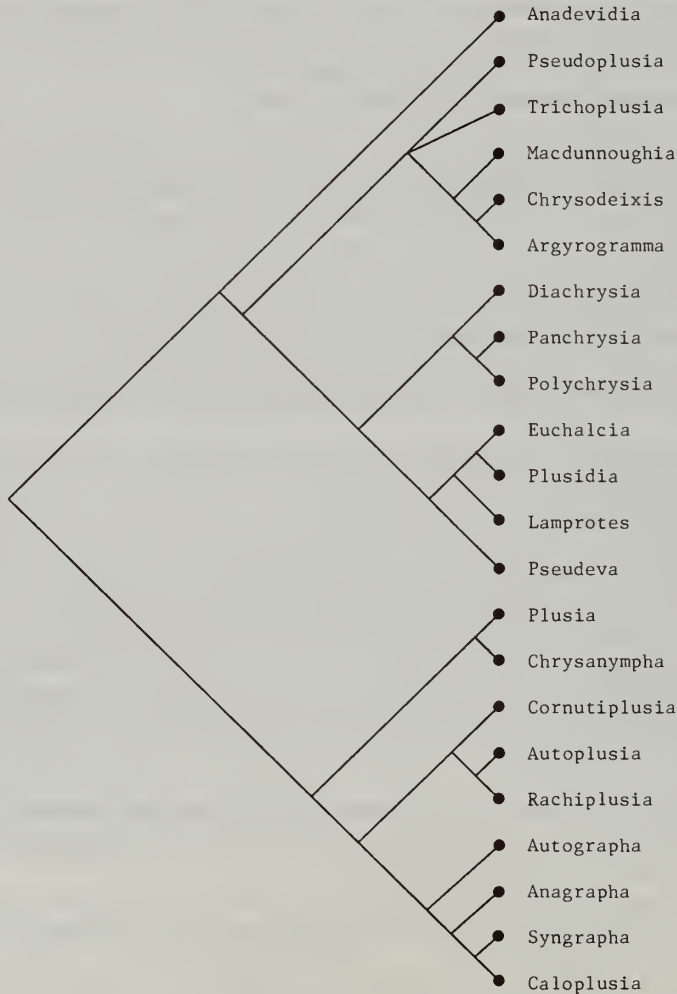 Anadevidia
Pseudoplusia
Trichoplusia
Macdunnoughia
Chrysodeixis
Argyrogramma
Diachrysia
Panchrysia
Polychrysia
Euchalcia
Plusidia
Lamprotes
Pseudeva
Plusia
Chrysanympha
Cornutiplusia
Autoplusia
Rachiplusia
Autographa
Anagrapha
Syngrapha
Caloplusia